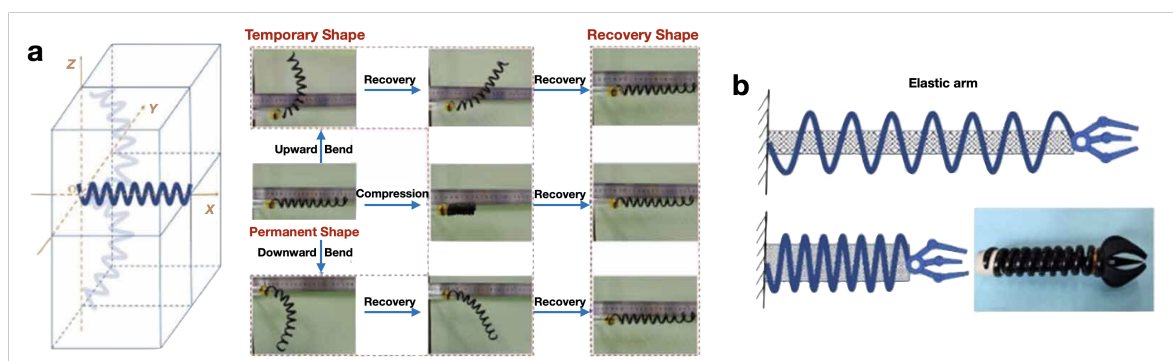 a
Z
Y
X
Temporary Shape
Recovery Shape
Recovery
Recovery
Upward Bend
Compression
Recovery
Permanent Shape
Downward Bend
Recovery
Recovery
b
Elastic arm